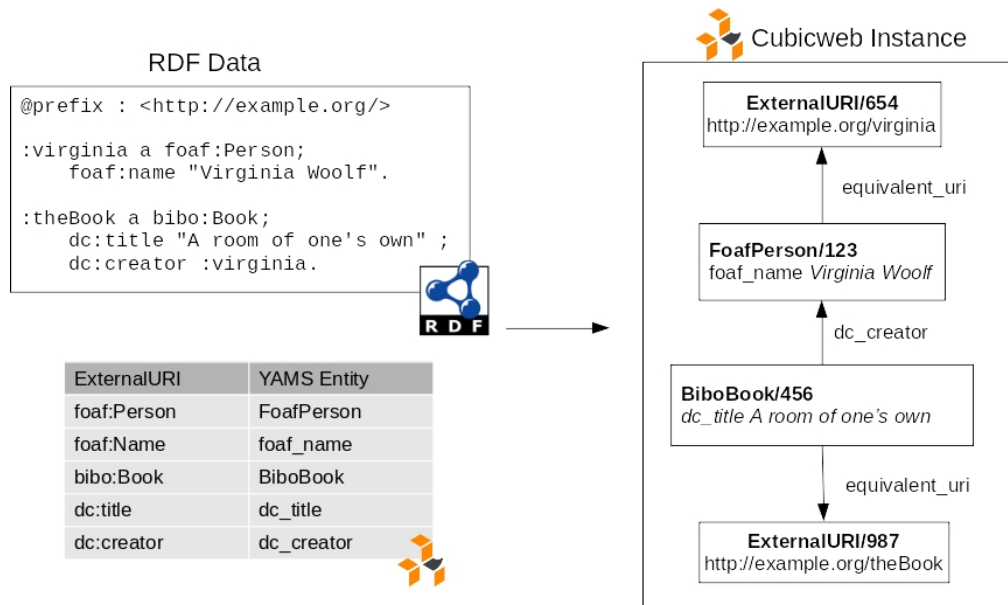 RDF Data
@prefix : <http://example.org/>
:virginia a foaf:Person;
foaf:name "Virginia Woolf".
:theBook a bibo:Book;
dc:title "A room of one's own" ;
dc:creator :virginia.
RDF
ExternalURI YAMS Entity
foaf:Person FoafPerson
foaf:Name foaf_name
bibo:Book BiboBook
dc:title dc_title
dc:creator dc_creator
Cubicweb Instance
ExternalURI/654
http://example.org/virginia
equivalent_uri
FoafPerson/123
foaf_name Virginia Woolf
dc_creator
BiboBook/456
dc_title A room of one’s own
equivalent_uri
ExternalURI/987
http://example.org/theBook